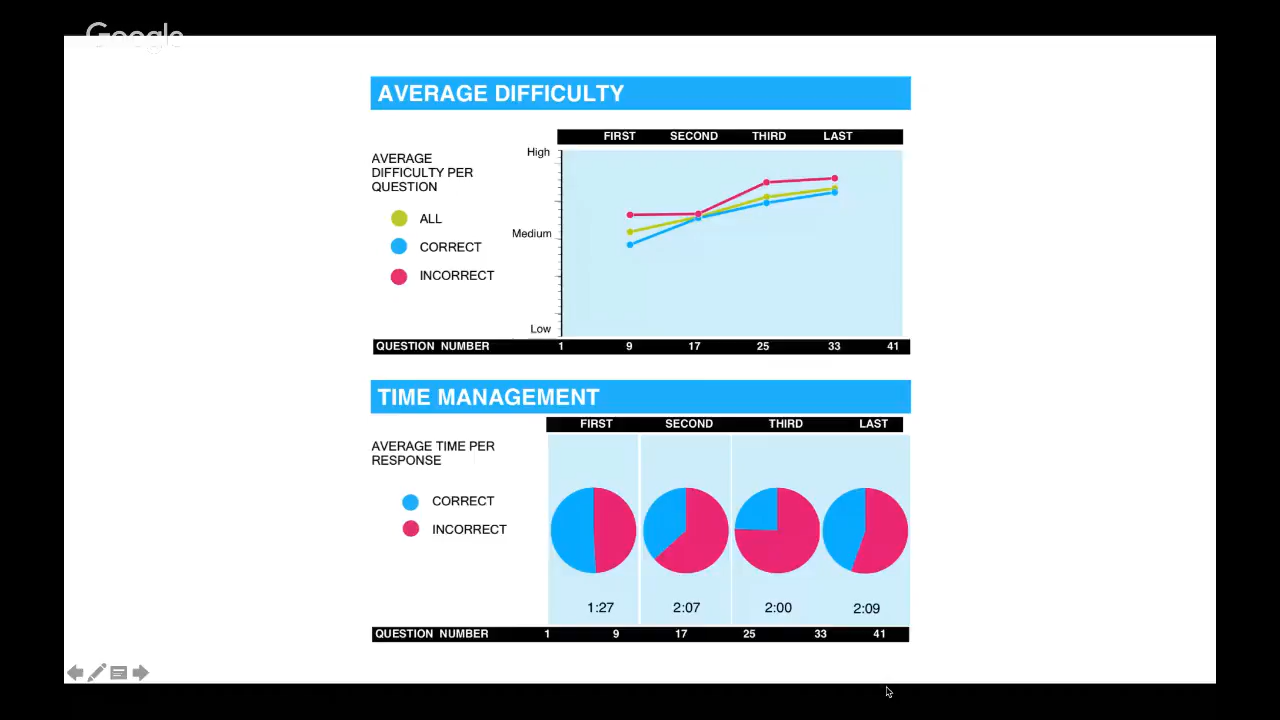 Google
AVERAGE DIFFICULTY
FIRST SECOND THIRD LAST
AVERAGE
DIFFICULTY PER
QUESTION
ALL
CORRECT
INCORRECT
High
Medium
Low
QUESTION NUMBER 1 9 17 25 33 41
TIME MANAGEMENT
FIRST SECOND THIRD LAST
AVERAGE TIME PER
RESPONSE
CORRECT
INCORRECT
1:27 2:07 2:00 2:09
QUESTION NUMBER 1 9 17 25 33 41